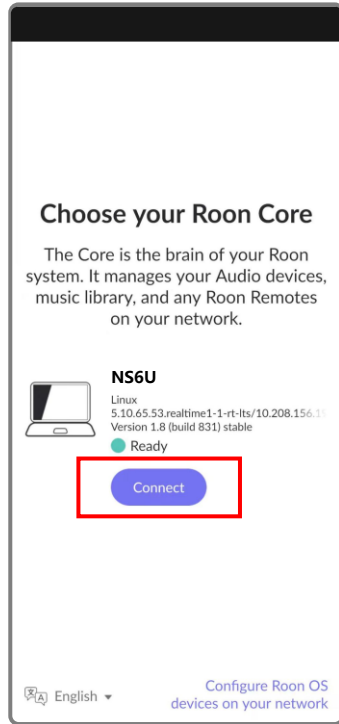 Choose your Roon Core
The Core is the brain of your Roon
system. It manages your Audio devices,
music library, and any Roon Remotes
on your network.
NS6U
Linux
5.10.65.53.realtime1-1-rt-lts/10.208.156.1
Version 1.8 (build 831) stable
Ready
Connect
English
Configure Roon OS
devices on your network